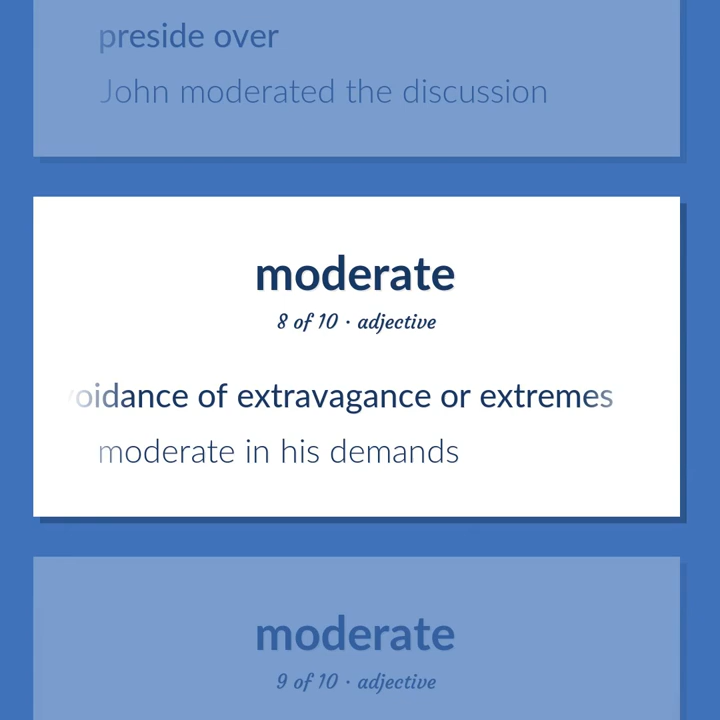 preside over
John moderated the discussion
moderate
8 of 10 · adjective
voidance of extravagance or extremes
moderate in his demands
moderate
9 of 10 · adjective